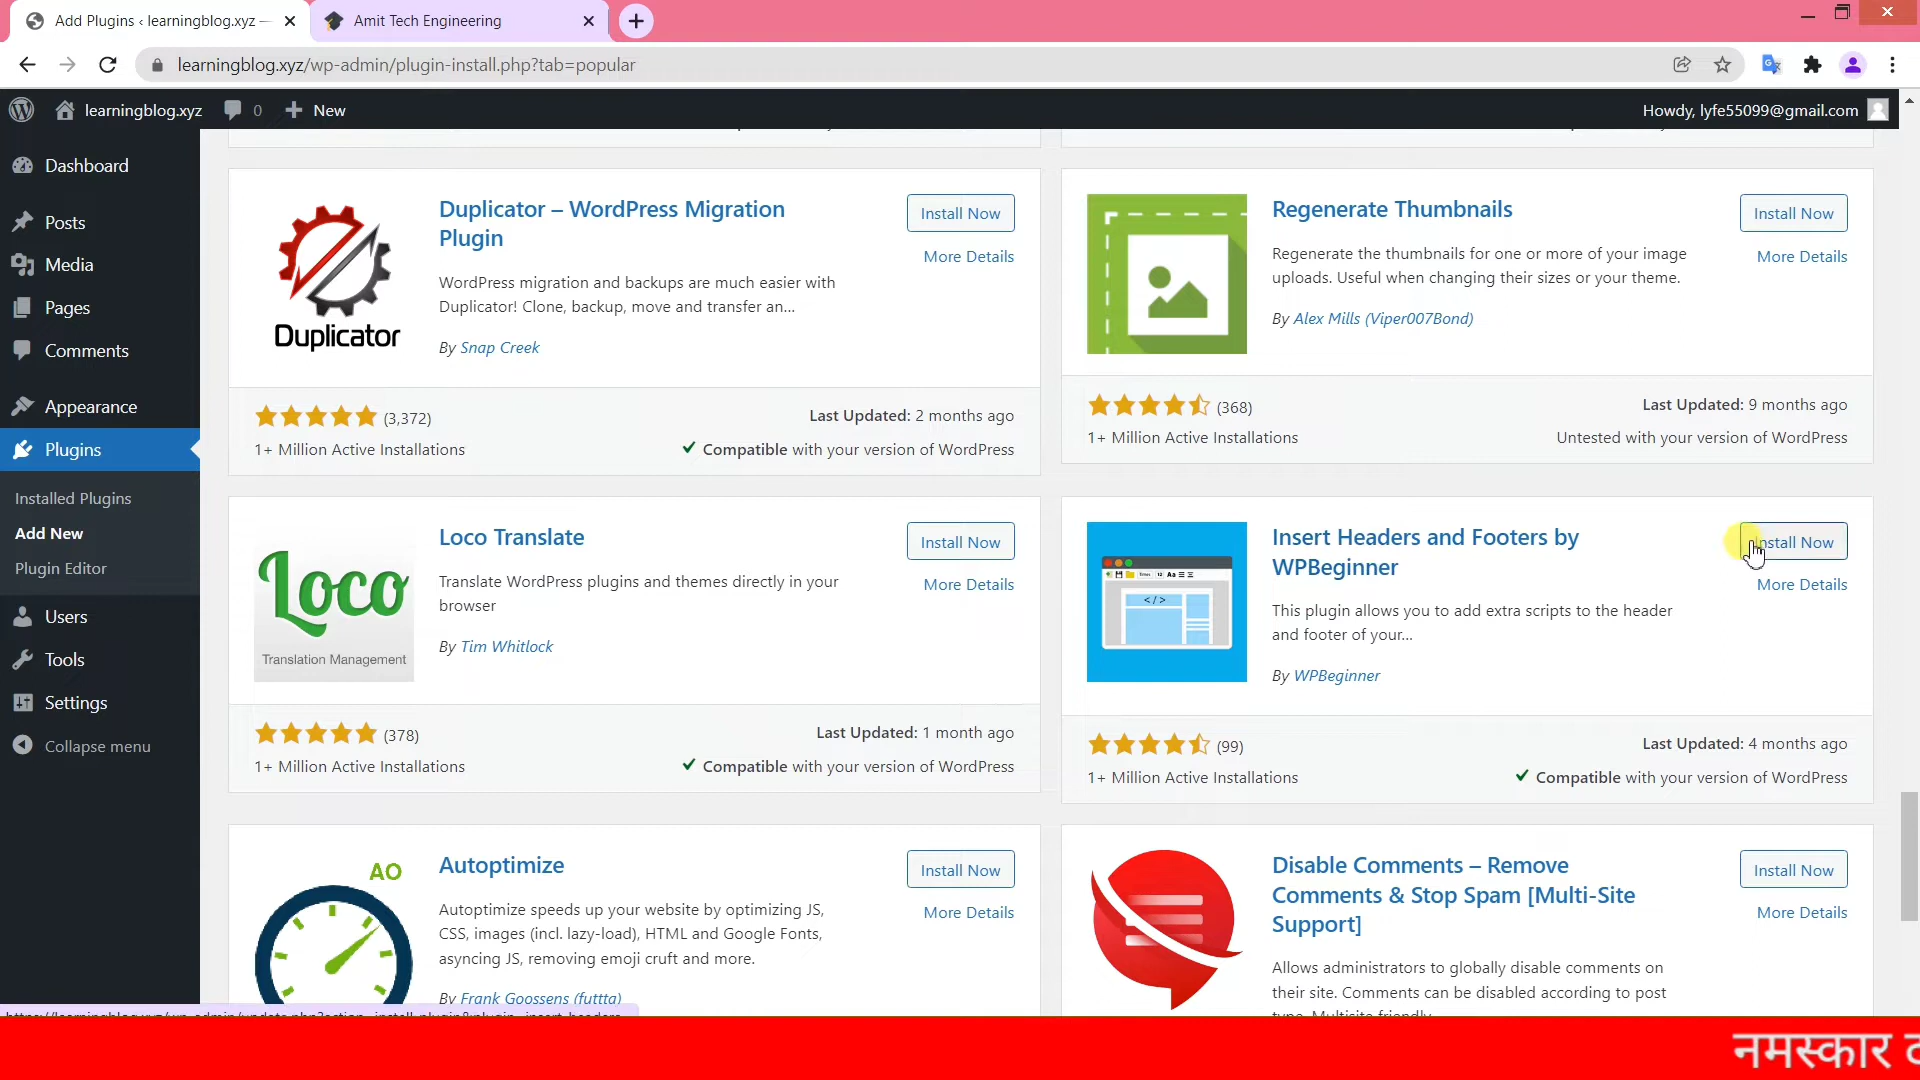 Add Plugins ‹ learningblog.xyz —
Amit Tech Engineering
learningblog.xyz/wp-admin/plugin-install.php?tab=popular
learningblog.xyz
0
New
Howdy, lyfe55099@gmail.com
Dashboard
Posts
Media
Pages
Comments
Appearance
Plugins
Installed Plugins
Add New
Plugin Editor
Users
Tools
Settings
Collapse menu
Duplicator
Duplicator – WordPress Migration
Plugin
WordPress migration and backups are much easier with
Duplicator! Clone, backup, move and transfer an...
By Snap Creek
Install Now
More Details
(3,372)
1+ Million Active Installations
Last Updated: 2 months ago
Compatible with your version of WordPress
Regenerate Thumbnails
Regenerate the thumbnails for one or more of your image
uploads. Useful when changing their sizes or your theme.
By Alex Mills (Viper007Bond)
Install Now
More Details
(368)
1+ Million Active Installations
Last Updated: 9 months ago
Untested with your version of WordPress
Loco
Translation Management
Loco Translate
Translate WordPress plugins and themes directly in your
browser
By Tim Whitlock
Install Now
More Details
(378)
1+ Million Active Installations
Last Updated: 1 month ago
Compatible with your version of WordPress
</>
Insert Headers and Footers by
WPBeginner
This plugin allows you to add extra scripts to the header
and footer of your...
By WPBeginner
Install Now
More Details
(99)
1+ Million Active Installations
Last Updated: 4 months ago
Compatible with your version of WordPress
AO
Autoptimize
Autoptimize speeds up your website by optimizing JS,
CSS, images (incl. lazy-load), HTML and Google Fonts,
asyncing JS, removing emoji cruft and more.
By Frank Goossens (futtta)
Install Now
More Details
Disable Comments – Remove
Comments & Stop Spam [Multi-Site
Support]
Allows administrators to globally disable comments on
their site. Comments can be disabled according to post
type. Multisite friendly.
Install Now
More Details
नमस्कार